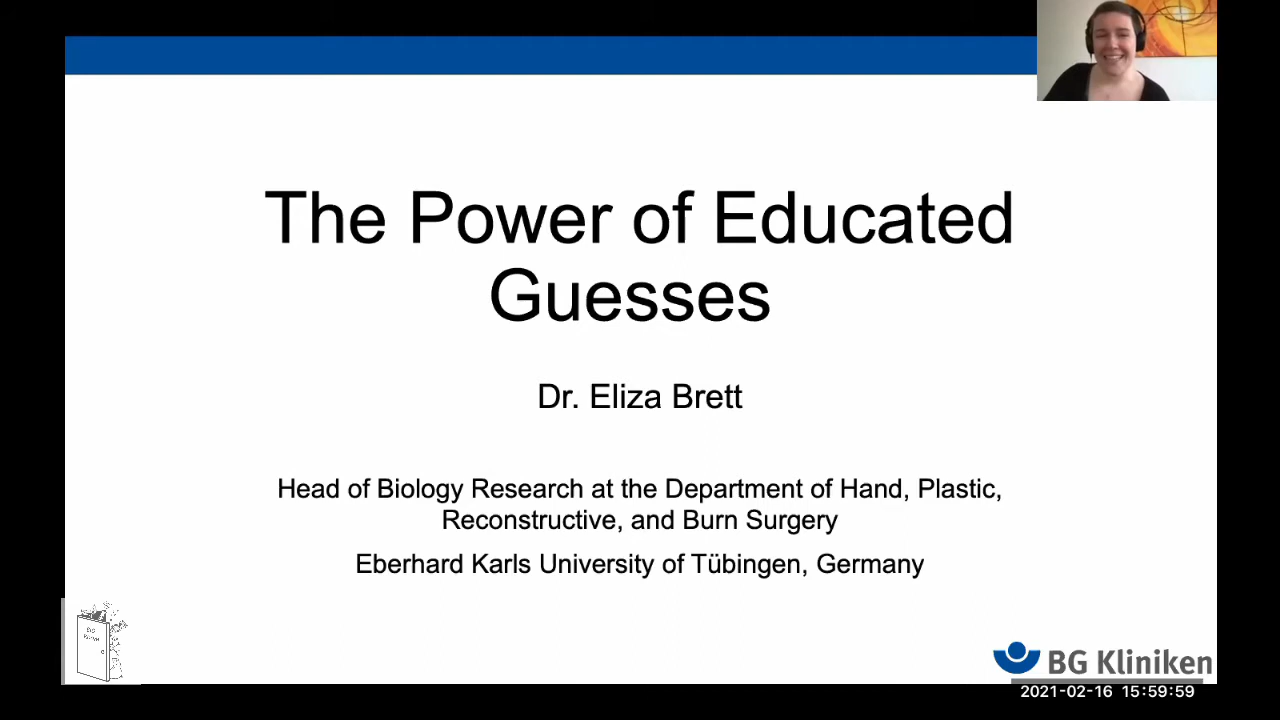 The Power of Educated
Guesses
Dr. Eliza Brett
Head of Biology Research at the Department of Hand, Plastic,
Reconstructive, and Burn Surgery
Eberhard Karls University of Tübingen, Germany
BG Kliniken
2021-02-16 15:59:59